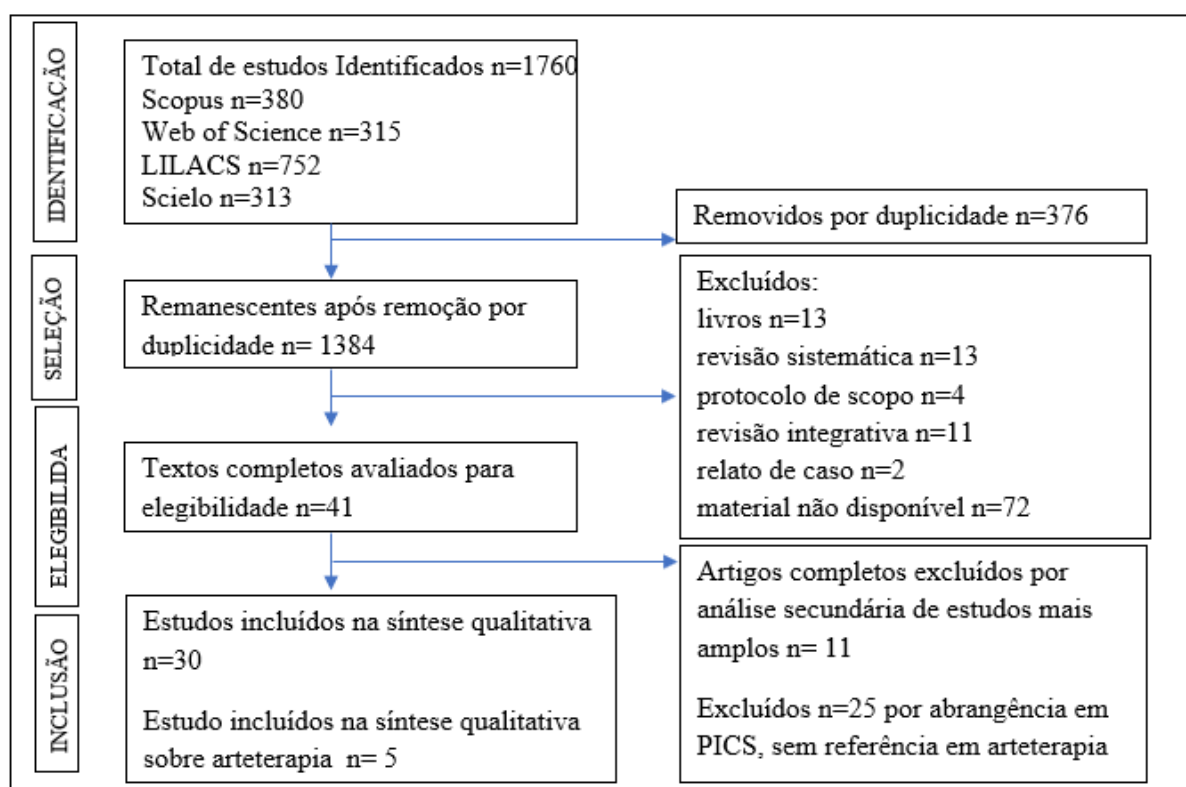 IDENTIFICAÇÃO
Total de estudos Identificados n=1760
Scopus n=380
Web of Science n=315
LILACS n=752
Scielo n=313
Removidos por duplicidade n=376
SELEÇÃO
Remanescentes após remoção por
duplicidade n= 1384
Excluídos:
livros n=13
revisão sistemática n=13
protocolo de scopo n=4
revisão integrativa n=11
relato de caso n=2
material não disponível n=72
ELEGIBILIDA
Textos completos avaliados para
elegibilidade n=41
Artigos completos excluídos por
análise secundária de estudos mais
amplos n= 11
Excluídos n=25 por abrangência em
PICS, sem referência em arteterapia
INCLUSÃO
Estudos incluídos na síntese qualitativa
n=30
Estudo incluídos na síntese qualitativa
sobre arteterapia n= 5